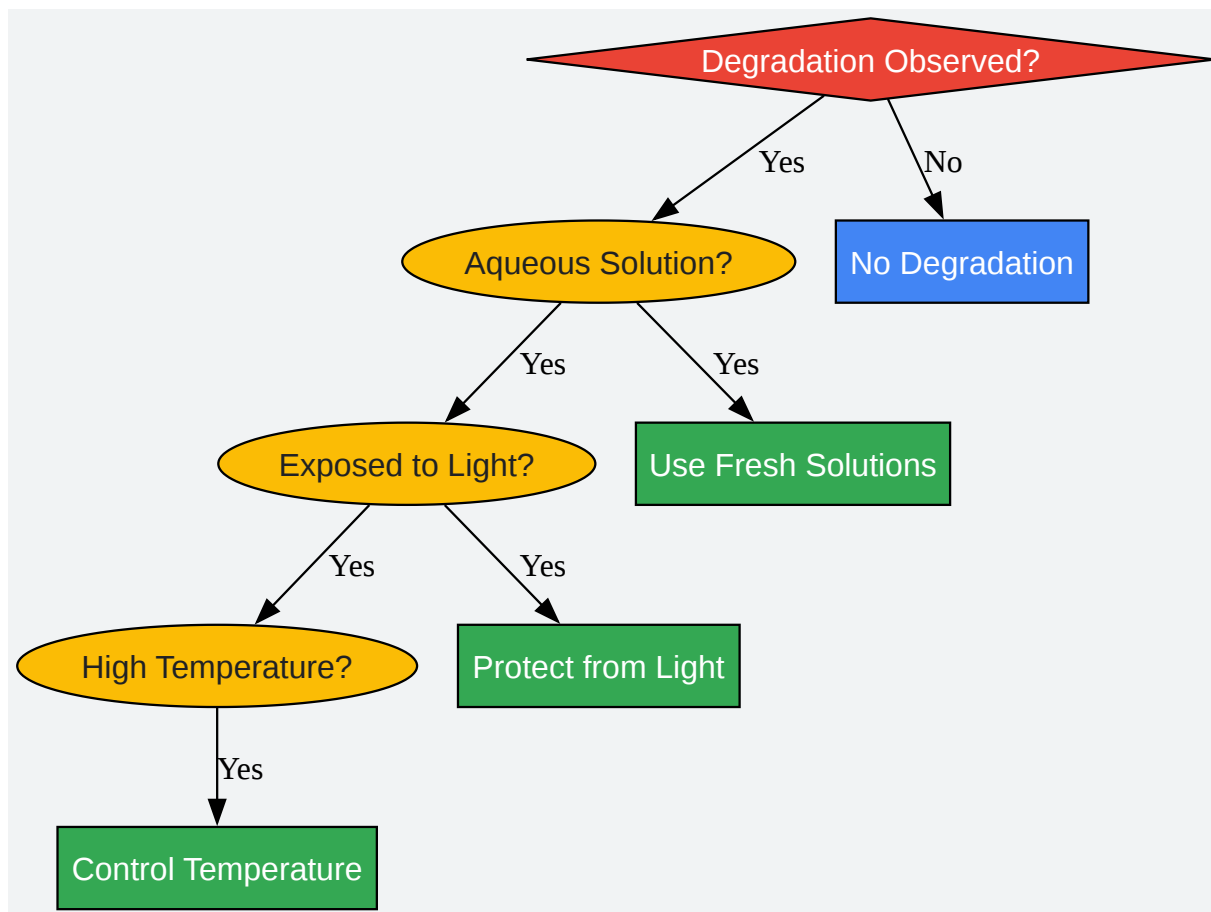 Degradation Observed?
Yes
No
Aqueous Solution?
No Degradation
Yes
Yes
Exposed to Light?
Use Fresh Solutions
Yes
Yes
High Temperature?
Protect from Light
Yes
Control Temperature